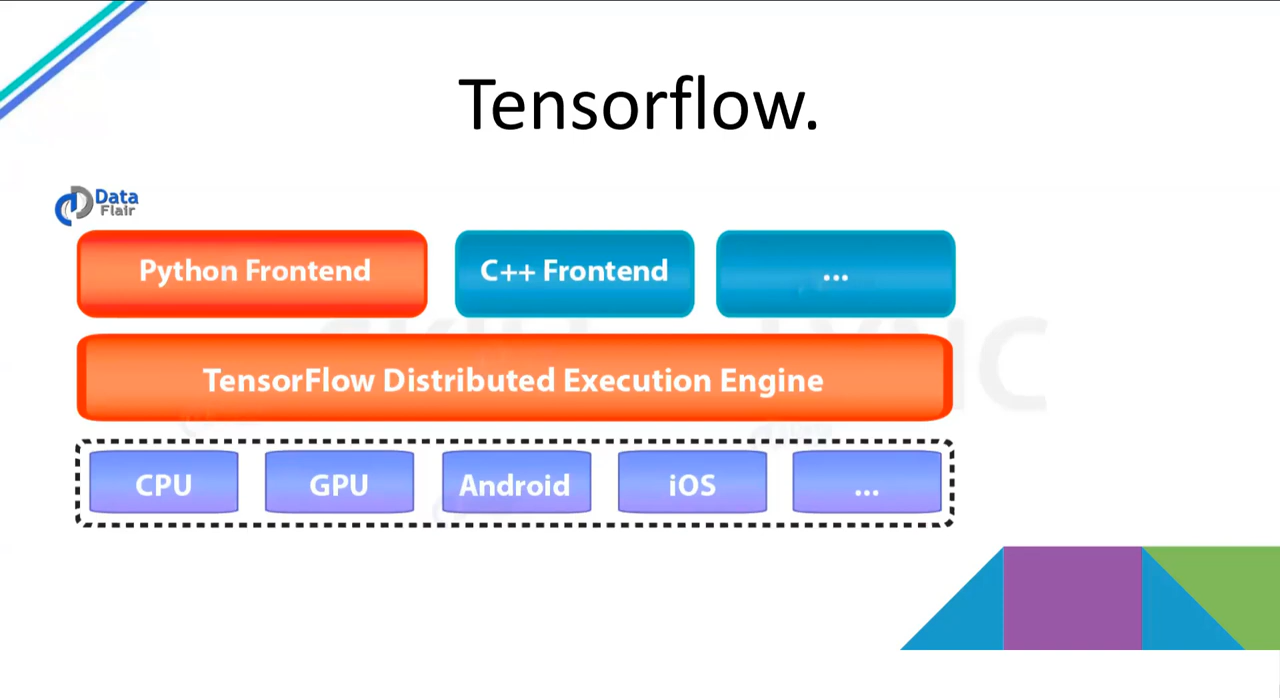 Tensorflow.
Data
Flair
Python Frontend
C++ Frontend
...
TensorFlow Distributed Execution Engine
CPU
GPU
Android
iOS
...